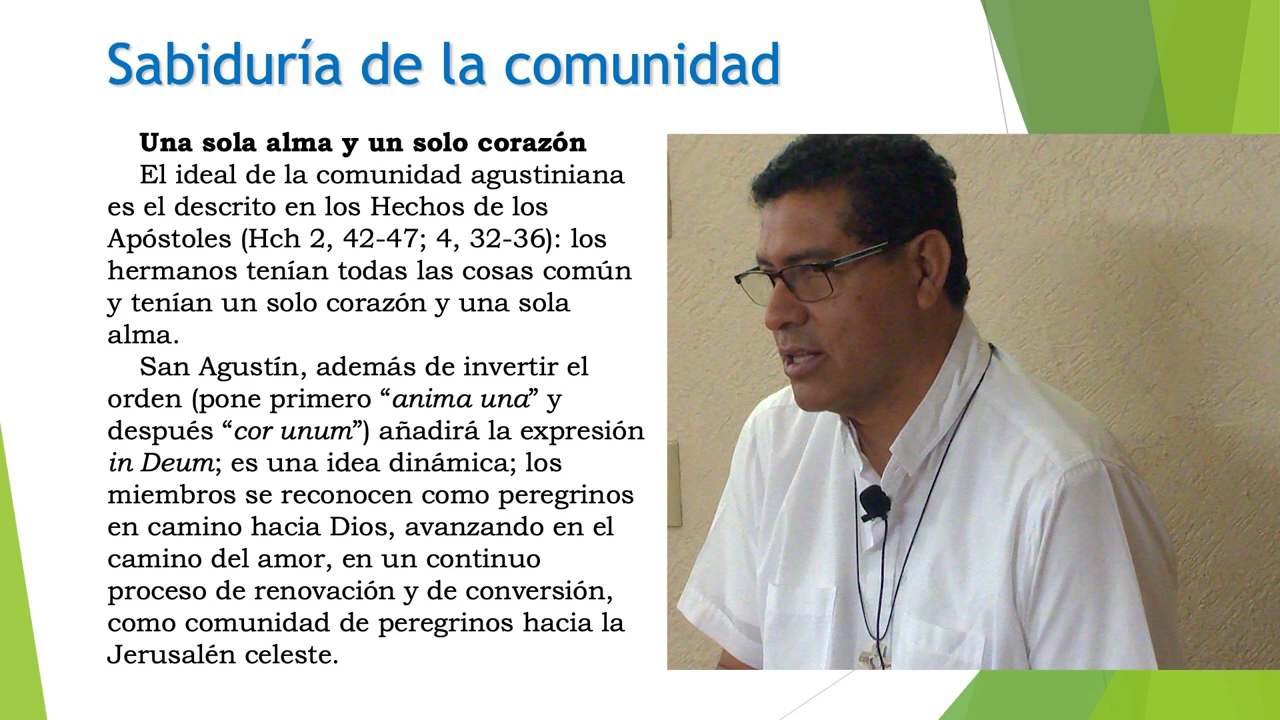 Sabiduría de la comunidad
Una sola alma y un solo corazón
El ideal de la comunidad agustiniana
es el descrito en los Hechos de los
Apóstoles (Hch 2, 42-47; 4, 32-36): los
hermanos tenían todas las cosas común
y tenían un solo corazón y una sola
alma.
San Agustín, además de invertir el
orden (pone primero “anima una” y
después “cor unum”) añadirá la expresión
in Deum; es una idea dinámica; los
miembros se reconocen como peregrinos
en camino hacia Dios, avanzando en el
camino del amor, en un continuo
proceso de renovación y de conversión,
como comunidad de peregrinos hacia la
Jerusalén celeste.